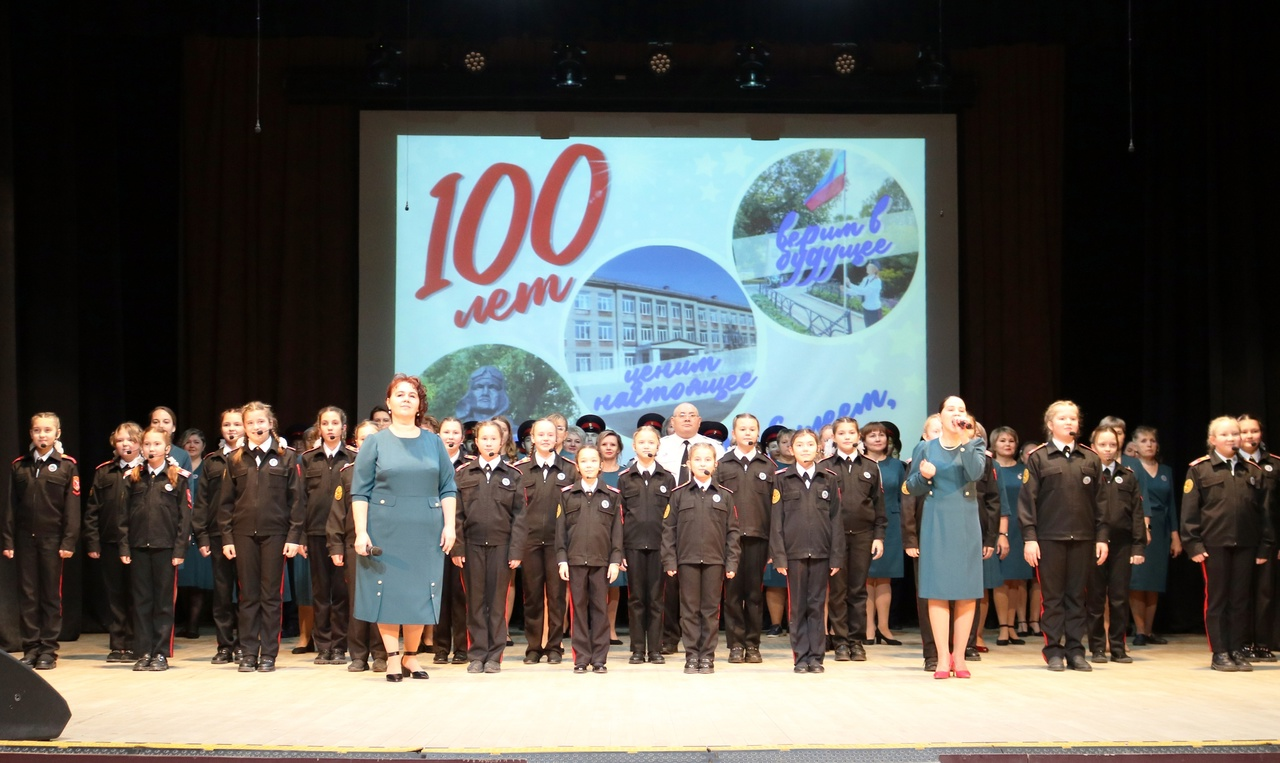 100
лет
верим в
будущее
ценим
настоящее